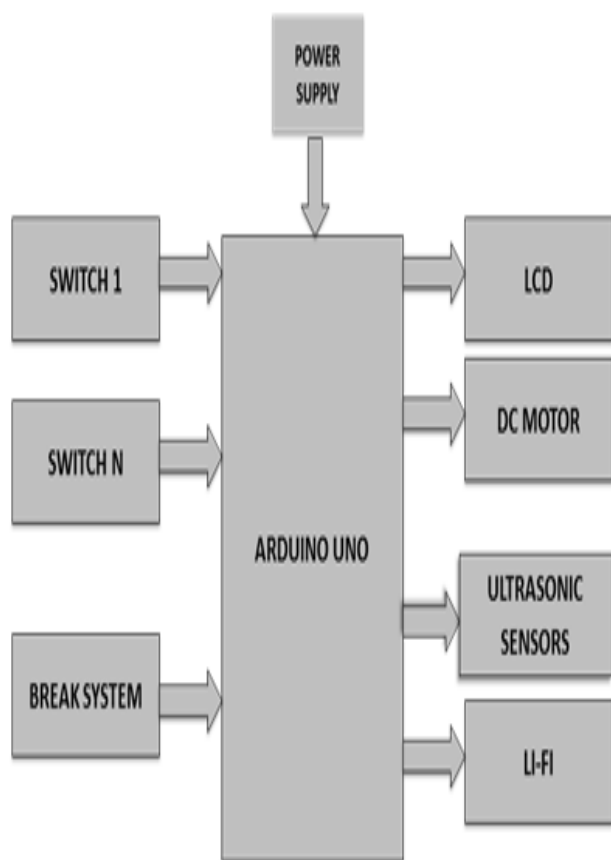 POWER
SUPPLY
SWITCH 1
LCD
DC MOTOR
SWITCH N
ARDUINO UNO
ULTRASONIC
SENSORS
BREAK SYSTEM
LI-FI